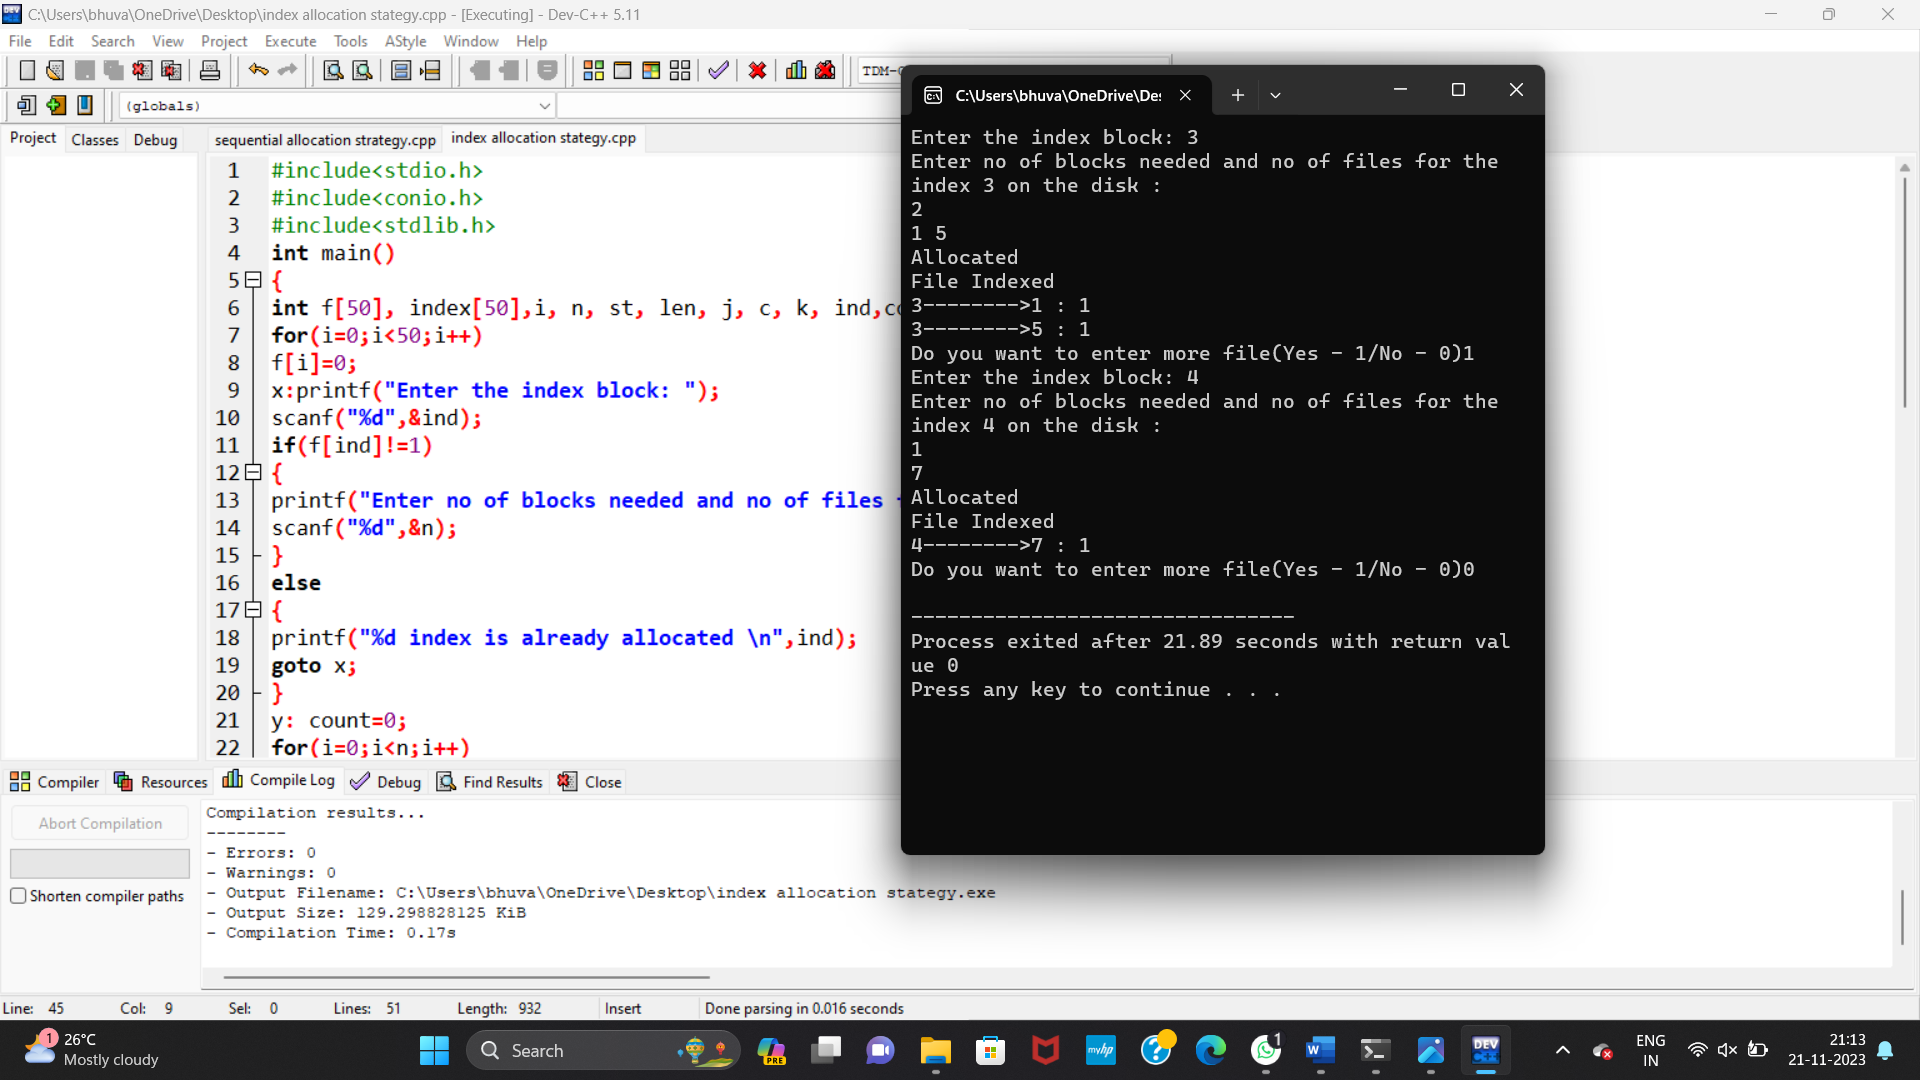 C:\Users\bhuva\OneDrive\Desktop\index allocation stategy.cpp - [Executing] - Dev-C++ 5.11
File Edit Search View Project Execute Tools AStyle Window Help
TDM-
(globals)
Project Classes Debug
sequential allocation strategy.cpp index allocation stategy.cpp
1 #include<stdio.h>
2 #include<conio.h>
3 #include<stdlib.h>
4 int main()
5 {
6 int f[50], index[50],i, n, st, len, j, c, k, ind,co
7 for(i=0;i<50;i++)
8 f[i]=0;
9 x:printf("Enter the index block: ");
10 scanf("%d",&ind);
11 if(f[ind]!=1)
12 {
13 printf("Enter no of blocks needed and no of files
14 scanf("%d",&n);
15 }
16 else
17 {
18 printf("%d index is already allocated \n",ind);
19 goto x;
20 }
21 y: count=0;
22 for(i=0;i<n;i++)
C:\Users\bhuva\OneDrive\De
Enter the index block: 3
Enter no of blocks needed and no of files for the
index 3 on the disk :
2
1 5
Allocated
File Indexed
3-------->1 : 1
3-------->5 : 1
Do you want to enter more file(Yes - 1/No - 0)1
Enter the index block: 4
Enter no of blocks needed and no of files for the
index 4 on the disk :
1
7
Allocated
File Indexed
4-------->7 : 1
Do you want to enter more file(Yes - 1/No - 0)0
--------------------------------
Process exited after 21.89 seconds with return val
ue 0
Press any key to continue . . .
Compiler Resources Compile Log Debug Find Results Close
Abort Compilation
Shorten compiler paths
Compilation results...
--------
- Errors: 0
- Warnings: 0
- Output Filename: C:\Users\bhuva\OneDrive\Desktop\index allocation stategy.exe
- Output Size: 129.298828125 KiB
- Compilation Time: 0.17s
Line: 45 Col: 9 Sel: 0 Lines: 51 Length: 932 Insert Done parsing in 0.016 seconds
1
26°C
Mostly cloudy
Search
PRE
myhp
1
W
DEV
C++
ENG
IN
21:13
21-11-2023